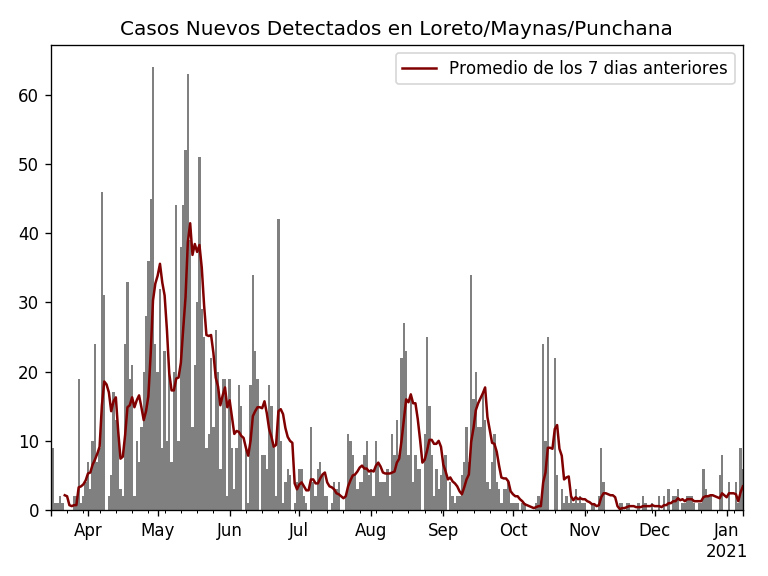 Casos Nuevos Detectados en Loreto/Maynas/Punchana
Promedio de los 7 dias anteriores
60
50
40
30
20
10
0
Apr May Jun Jul Aug Sep Oct Nov Dec Jan
2021